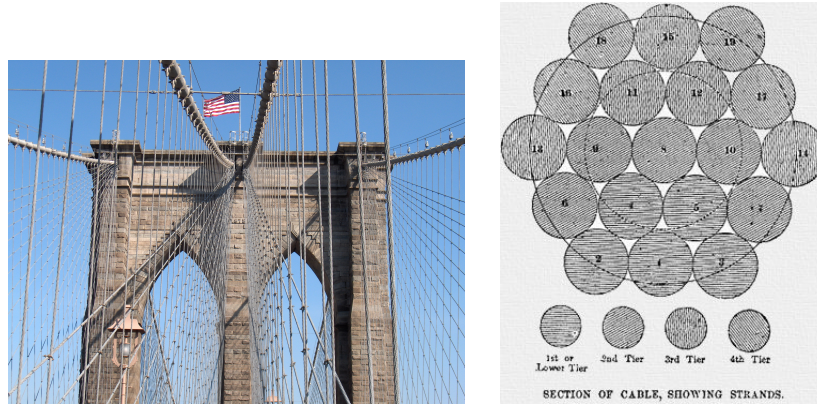 18 15 19
16 11 12 17
13 9 8 10 14
6 4 5 7
2 1 3
1st or 2nd Tier 3rd Tier 4th Tier
Lower Tier
SECTION OF CABLE, SHOWING STRANDS.